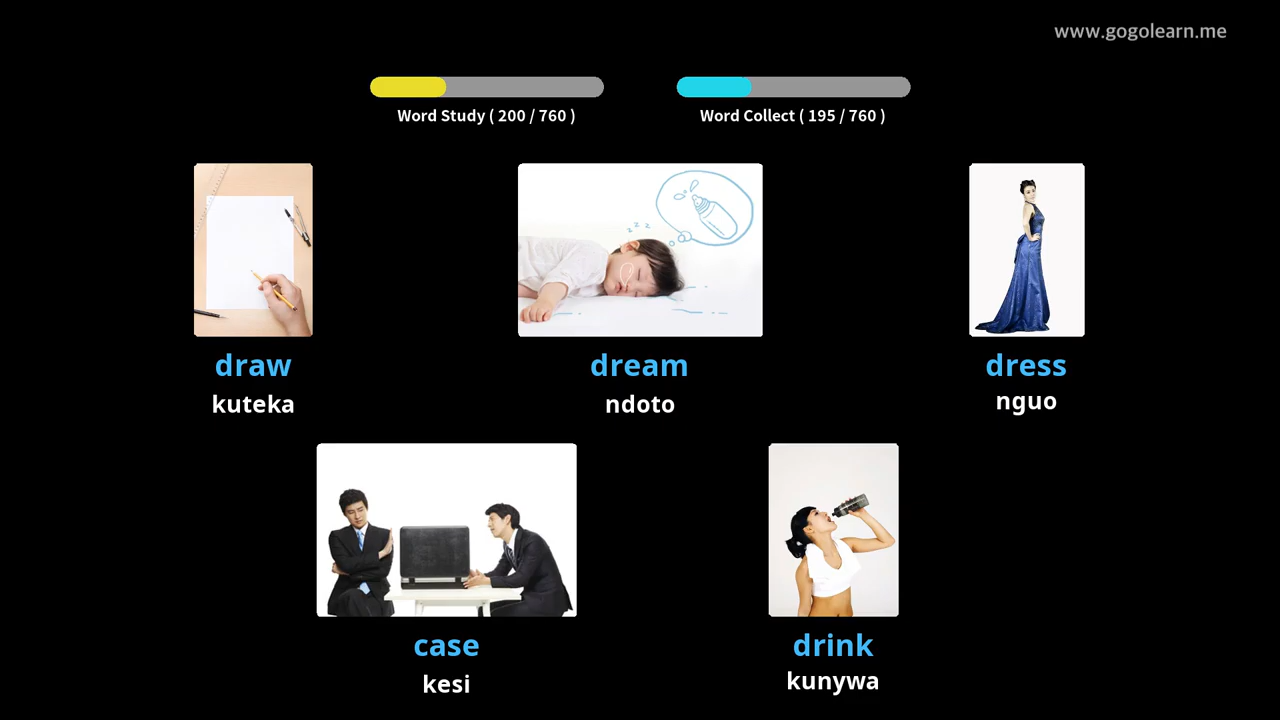 www.gogolearn.me
Word Study ( 200 / 760 )
Word Collect ( 195 / 760 )
draw
kuteka
dream
ndoto
dress
nguo
case
kesi
drink
kunywa